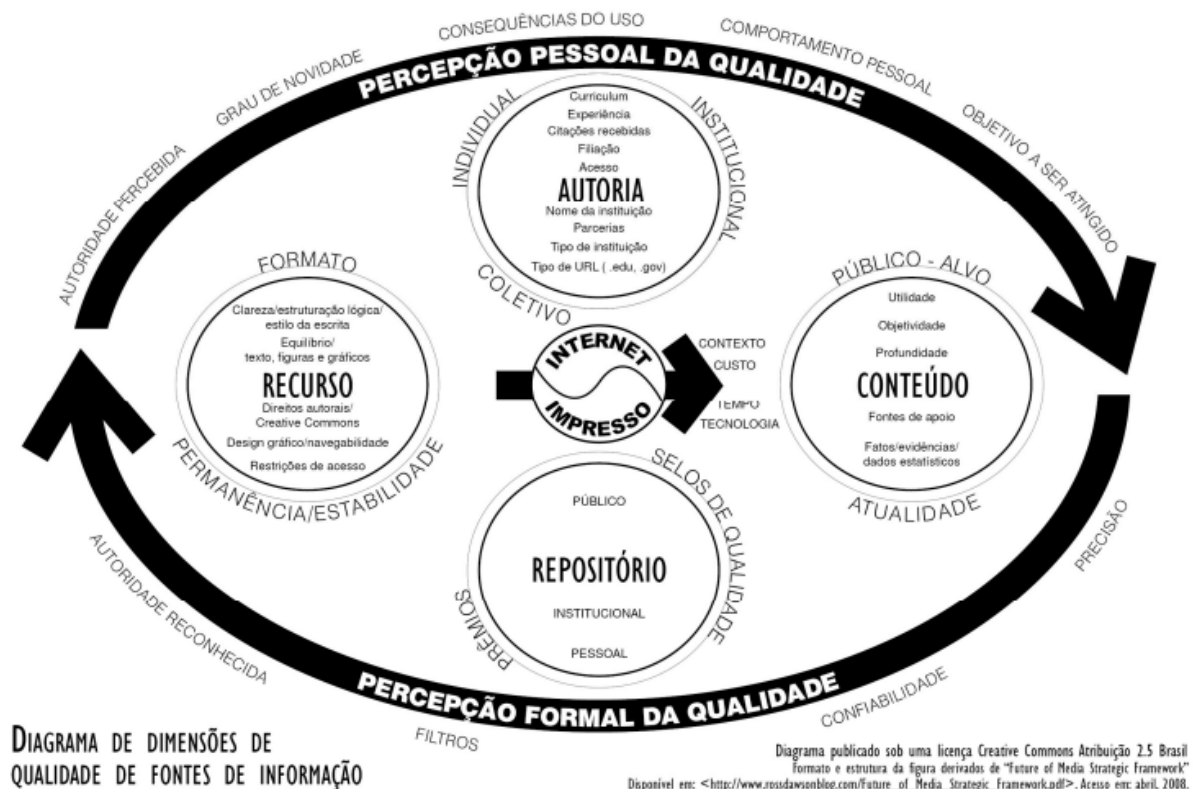 CONSEQUÊNCIAS DO USO
COMPORTAMENTO PESSOAL
GRAU DE NOVIDADE
OBJETIVO A SER ATINGIDO
AUTORIDADE PERCEBIDA
PERCEPÇÃO PESSOAL DA QUALIDADE
INDIVIDUAL
INSTITUCIONAL
COLETIVO
Curriculum
Experiência
Citações recebidas
Filiação
Acesso
AUTORIA
Nome da instituição
Parcerias
Tipo de instituição
Tipo de URL ( .edu, .gov)
FORMATO
Clareza/estruturação lógica/
estilo da escrita
Equilíbrio/
texto, figuras e gráficos
RECURSO
Direitos autorais/
Creative Commons
Design gráfico/navegabilidade
Restrições de acesso
PERMANÊNCIA/ESTABILIDADE
INTERNET
IMPRESSO
CONTEXTO
CUSTO
TEMPO
TECNOLOGIA
PÚBLICO - ALVO
Utilidade
Objetividade
Profundidade
CONTEÚDO
Fontes de apoio
Fatos/evidências/
dados estatísticos
ATUALIDADE
SELOS DE QUALIDADE
PÚBLICO
REPOSITÓRIO
INSTITUCIONAL
PESSOAL
PRÊMIOS
PRECISÃO
AUTORIDADE RECONHECIDA
PERCEPÇÃO FORMAL DA QUALIDADE
CONFIABILIDADE
FILTROS
DIAGRAMA DE DIMENSÕES DE
QUALIDADE DE FONTES DE INFORMAÇÃO
Diagrama publicado sob uma licença Creative Commons Atribuição 2.5 Brasil
Formato e estrutura da figura derivados de "Future of Media Strategic Framework"
Disponível em: <http://www.rossdawsonblog.com/Future_of_Media_Strategic_Framework.pdf>. Acesso em: abril, 2008.